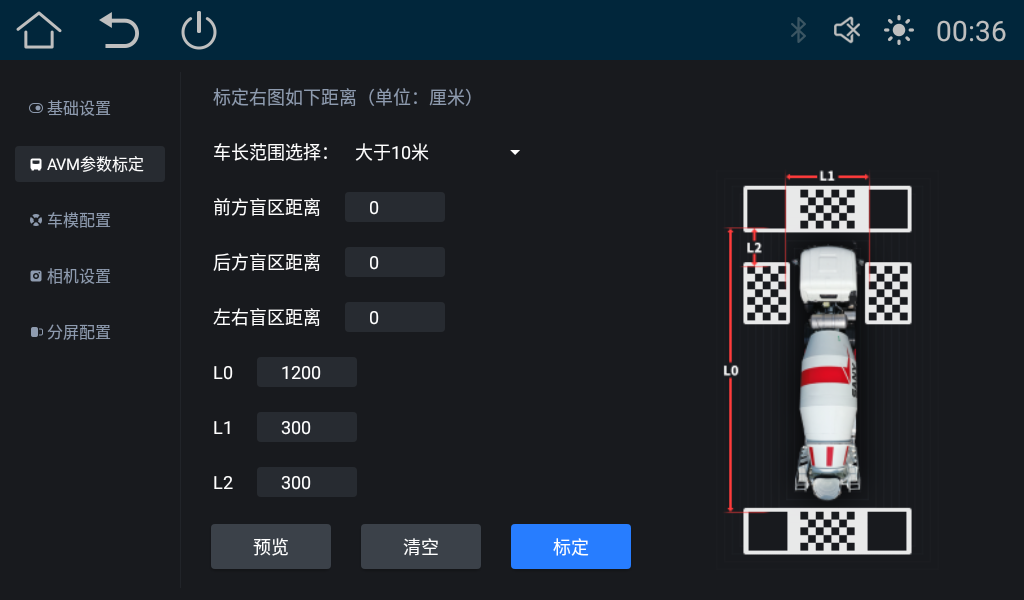 00:36
基础设置
AVM参数标定
车模配置
相机设置
分屏配置
标定右图如下距离（单位：厘米）
车长范围选择： 大于10米
前方盲区距离 0
后方盲区距离 0
左右盲区距离 0
L0 1200
L1 300
L2 300
预览 清空 标定
L1
L2
L0